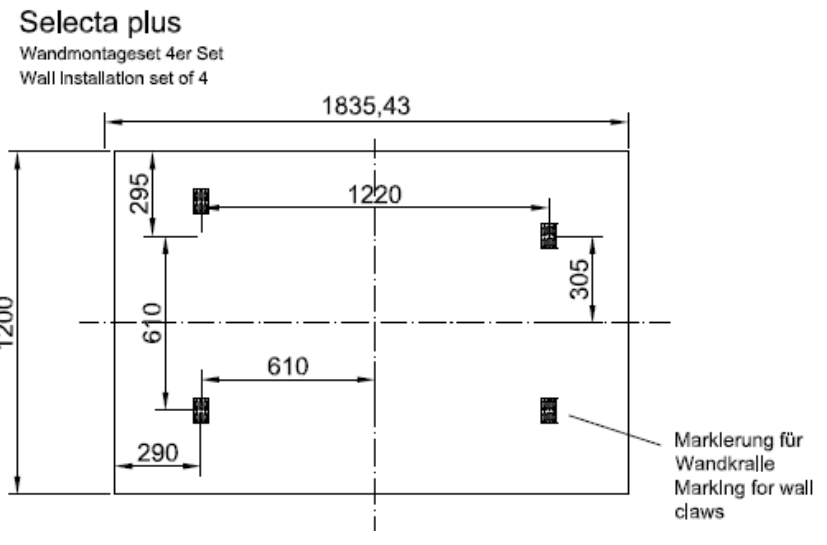 Selecta plus
Wandmontageset 4er Set
Wall Installation set of 4
1835,43
295
1220
1200
610
305
610
290
Markierung für
Wandkralle
Marking for wall
claws